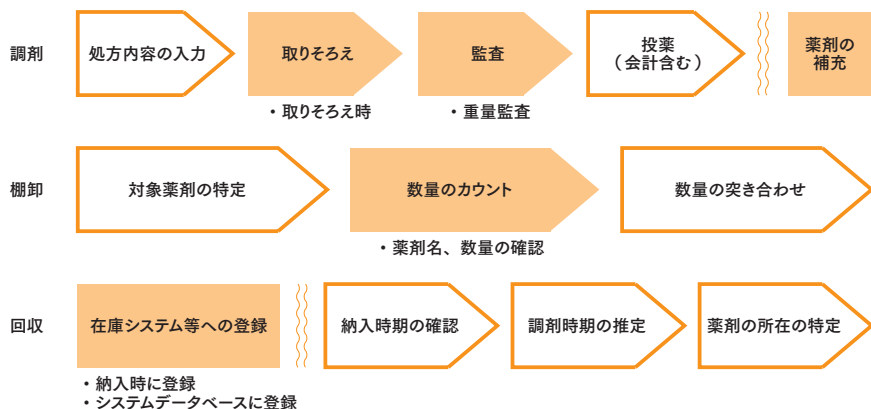 調剤
処方内容の入力
取りそろえ
監査
投薬
（会計含む）
薬剤の
補充
・取りそろえ時
・重量監査
棚卸
対象薬剤の特定
数量のカウント
数量の突き合わせ
・薬剤名、数量の確認
回収
在庫システム等への登録
納入時期の確認
調剤時期の推定
薬剤の所在の特定
・納入時に登録
・システムデータベースに登録